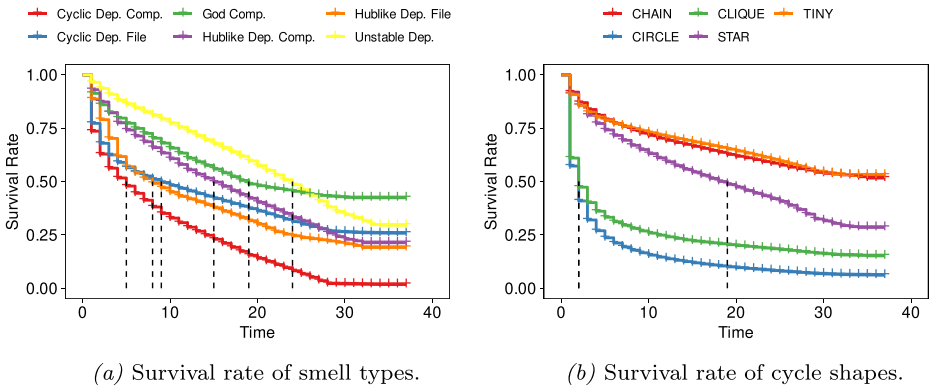 Cyclic Dep. Comp. God Comp. Hublike Dep. File
Cyclic Dep. File Hublike Dep. Comp. Unstable Dep.
CHAIN CLIQUE TINY
CIRCLE STAR
1.00
0.75
0.50
0.25
0.00
Survival Rate
0 10 20 30 40
Time
1.00
0.75
0.50
0.25
0.00
Survival Rate
0 10 20 30 40
Time
(a) Survival rate of smell types.
(b) Survival rate of cycle shapes.